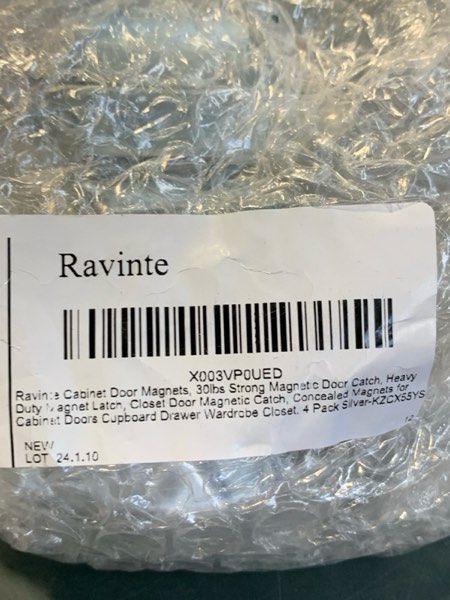 Ravinte
X003VP0UED
Ravinte Cabinet Door Magnets, 30lbs Strong Magnetic Door Catch, Heavy
Duty Magnet Latch, Closet Door Magnetic Catch, Concealed Magnets for
Cabinet Doors Cupboard Drawer Wardrobe Closet, 4 Pack Silver-KZCX55YS
NEW
LOT 24.1.10